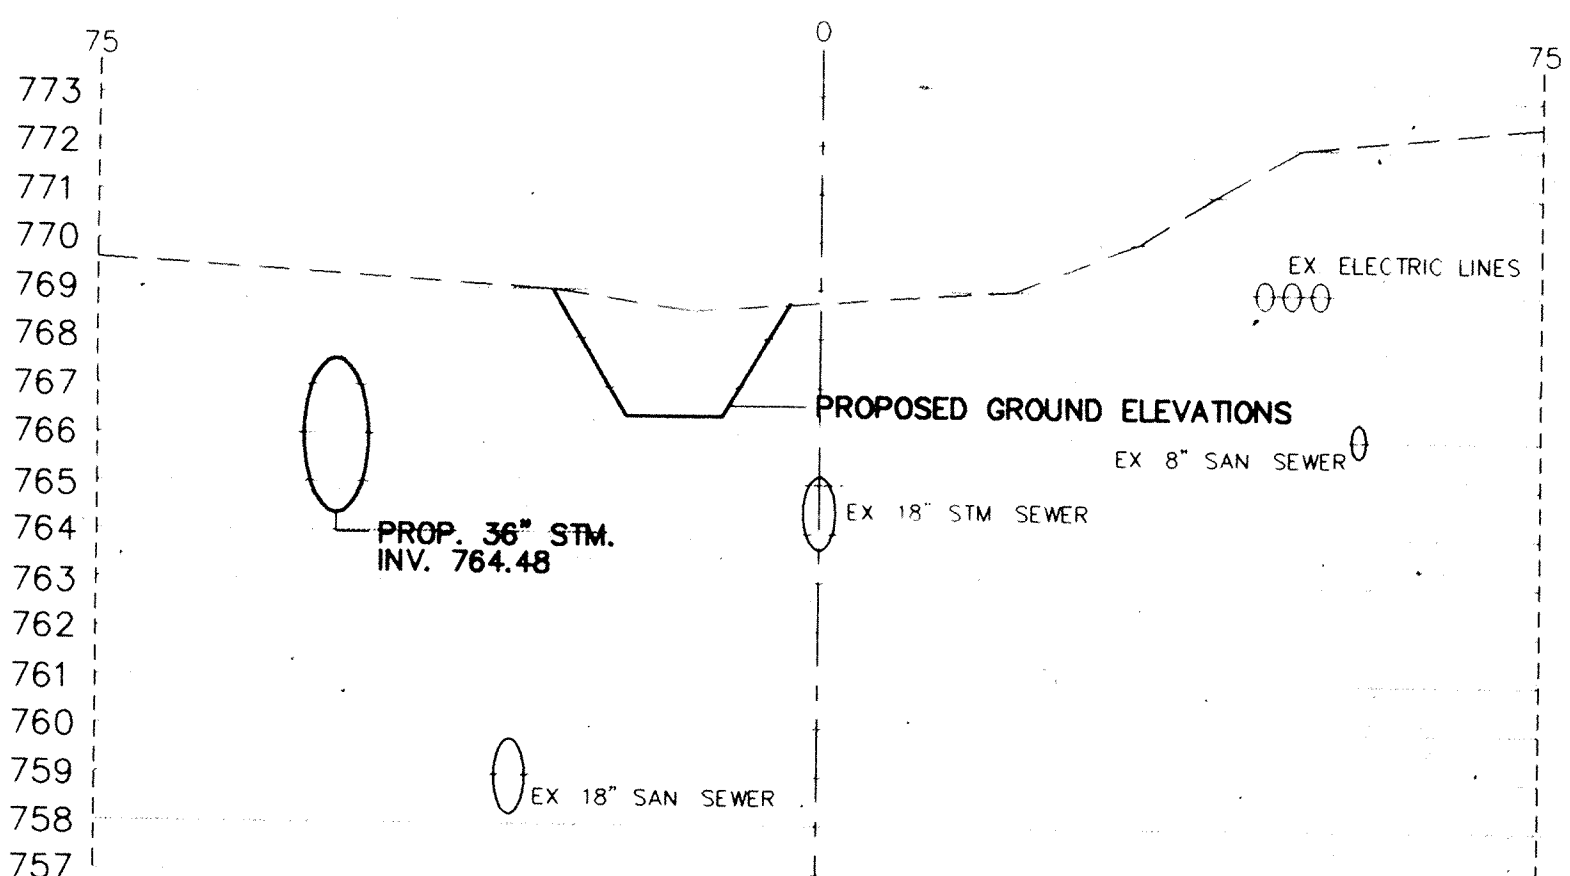 75
0
75
773
772
771
770
769
768
767
766
765
764
763
762
761
760
759
758
757
EX ELECTRIC LINES
PROPOSED GROUND ELEVATIONS
EX 8" SAN SEWER
EX 18" STM SEWER
PROP. 36" STM.
INV. 764.48
EX 18" SAN SEWER